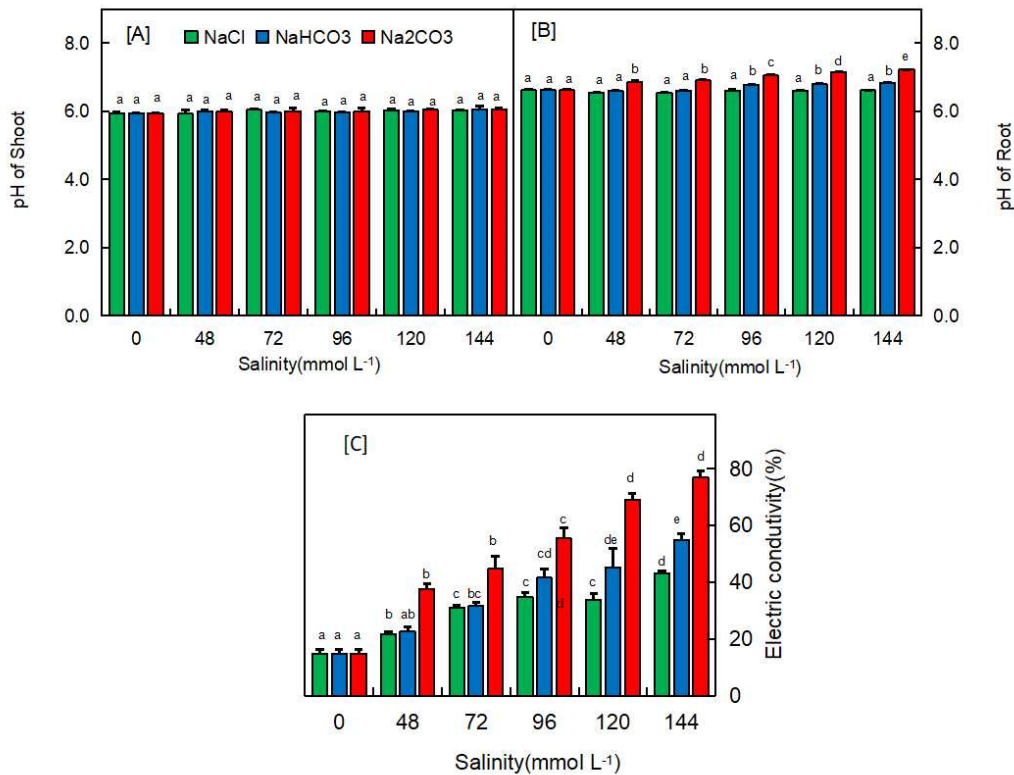 [A] NaCl NaHCO3 Na2CO3
[B]
8.0
6.0
4.0
2.0
0.0
pH of Shoot
a a a a a a a a a a a a a a a a a a
0 48 72 96 120 144
Salinity(mmol L-1)
a a a a a b a a b a b c a b d a b e
0 48 72 96 120 144
Salinity(mmol L-1)
8.0
6.0
4.0
2.0
0.0
pH of Root
[C]
a a a b ab b c bc b c cd c d c de d d e d
80
60
40
20
0
Electric condutivity(%)
0 48 72 96 120 144
Salinity(mmol L-1)